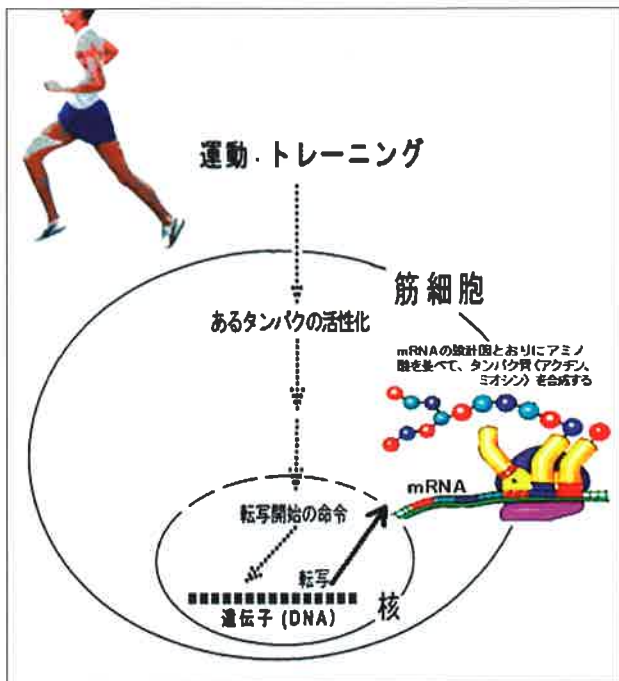 運動・トレーニング
筋細胞
あるタンパクの活性化
mRNAの設計図とおりにアミノ
酸を並べて、タンパク質(アクチン、
ミオシン)を合成する
mRNA
転写開始の命令
転写
遺伝子 (DNA)
核